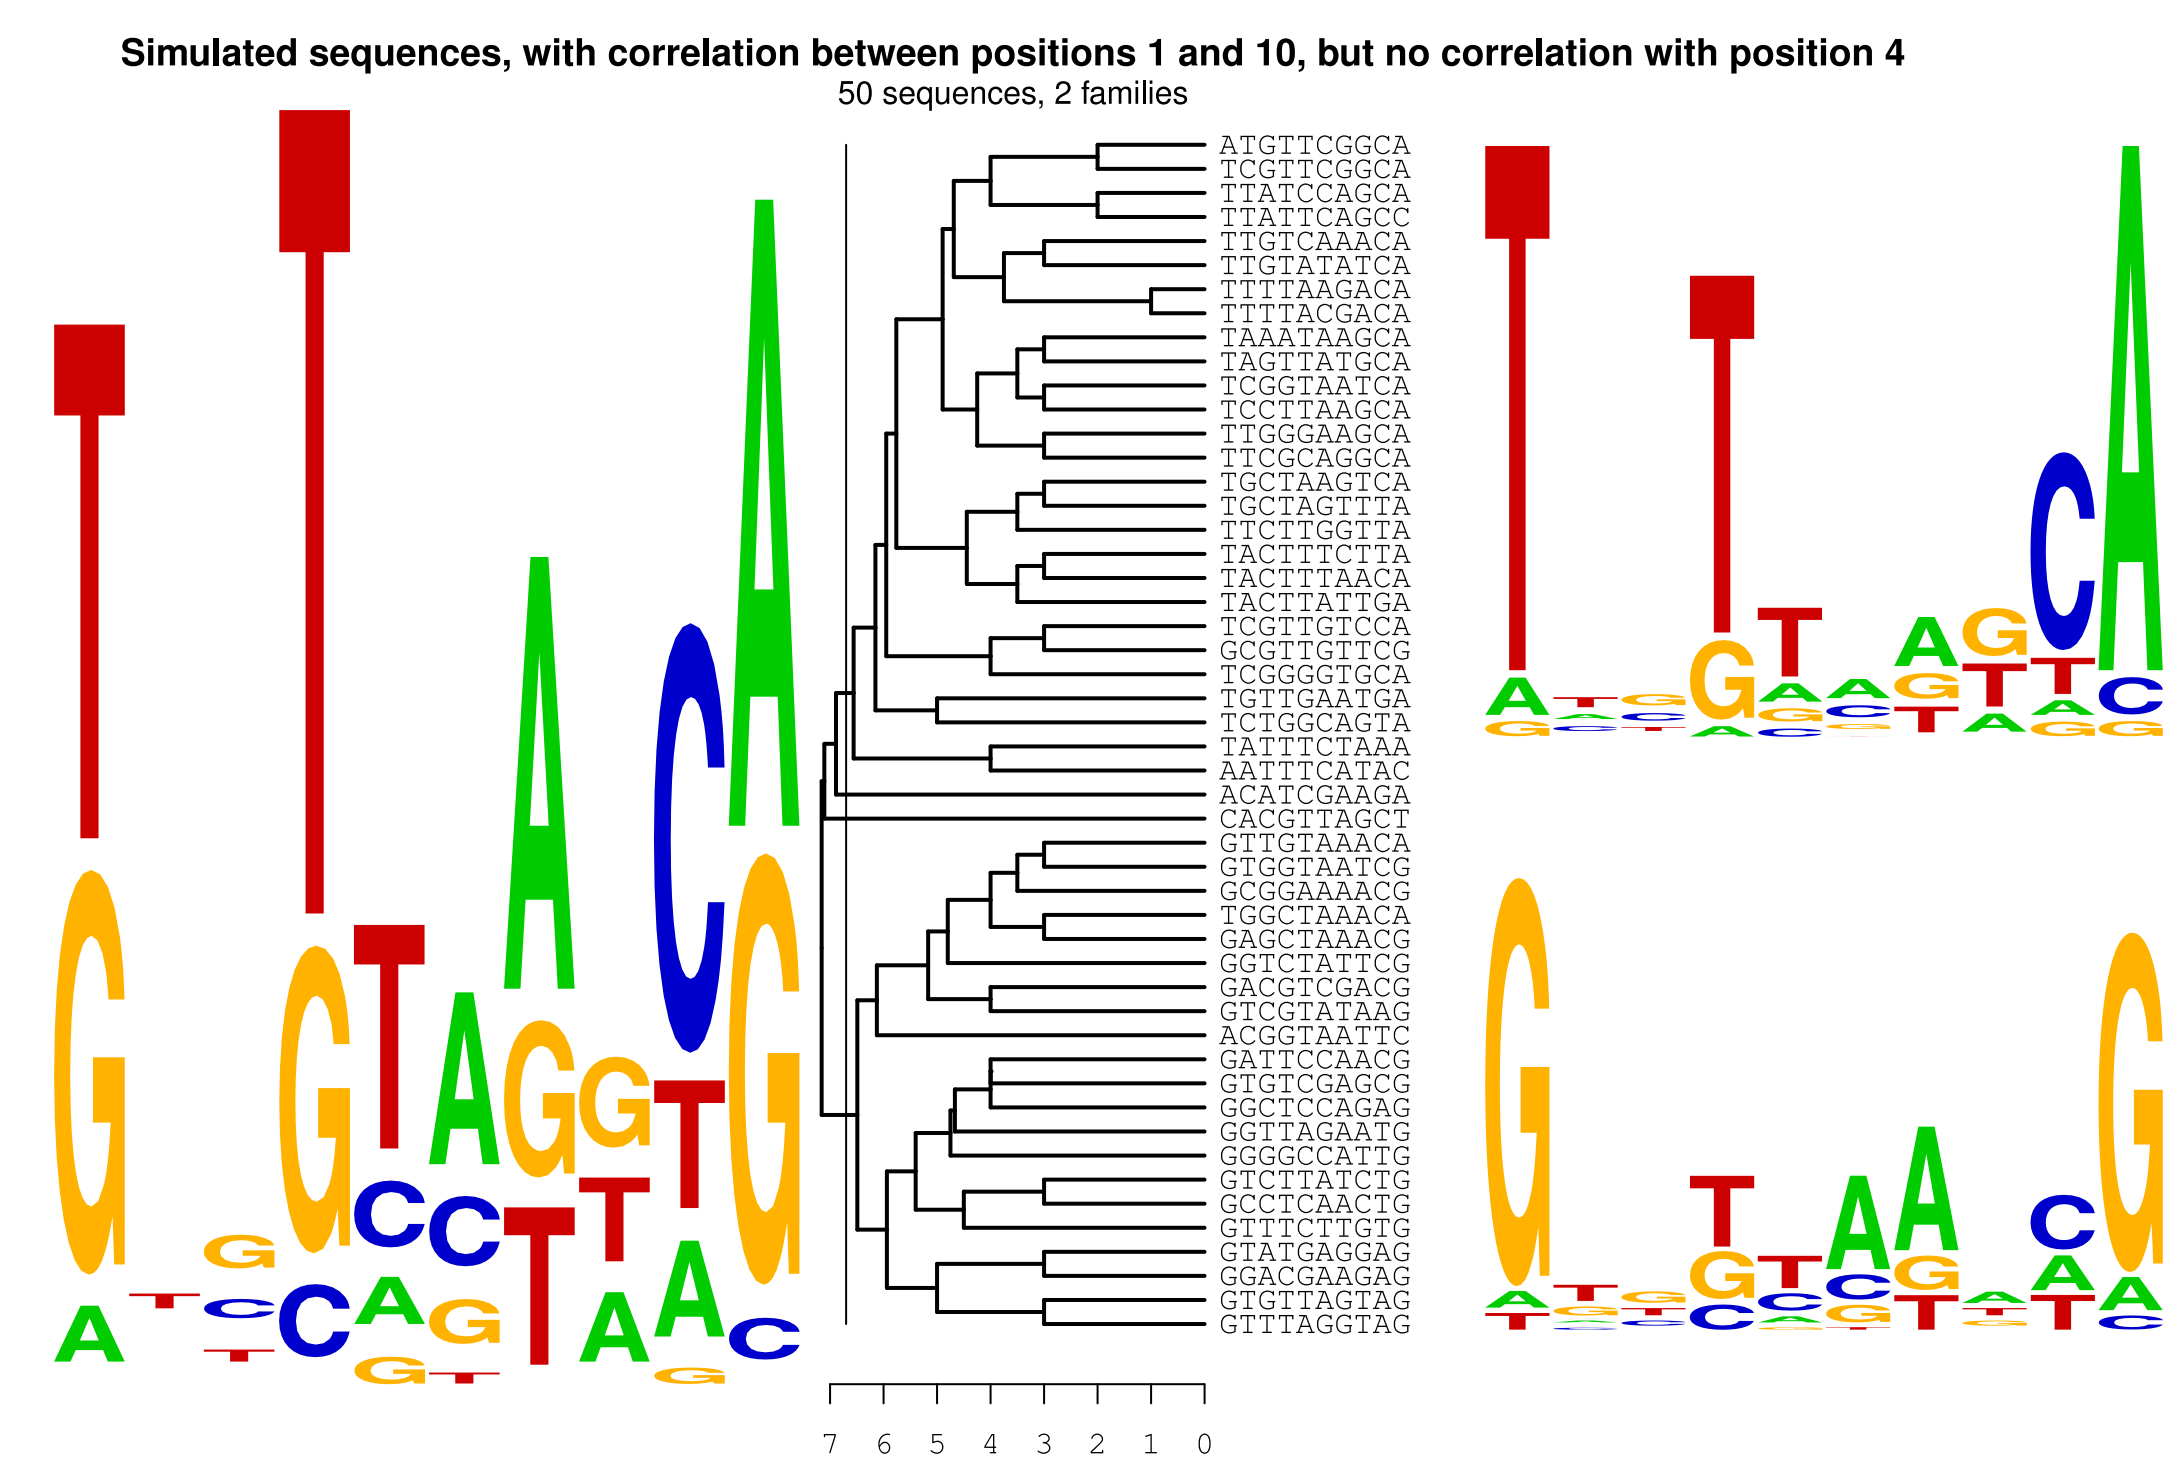 Simulated sequences, with correlation between positions 1 and 10, but no correlation with position 4
50 sequences, 2 families
ATGTTCGGCA
TCGTTCGGCA
TTATCCAGCA
TTATTCAGCC
TTGTCAAACA
TTGTATATCA
TTTTAAGACA
TTTTACGACA
TAAATAAGCA
TAGTTATGCA
TCGGTAATCA
TCCTTAAGCA
TTGGGAAGCA
TTCGCAGGCA
TGCTAAGTCA
TGCTAGTTTA
TTCTTGGTTA
TACTTTCTTA
TACTTTAACA
TACTTATTGA
TCGTTGTCCA
GCGTTGTTCG
TCGGGGTGCA
TGTTGAATGA
TCTGGCAGTA
TATTTCTAAA
AATTTCATAC
ACATCGAAGA
CACGTTAGCT
GTTGTAAACA
GTGGTAATCG
GCGGAAAACG
TGGCTAAACA
GAGCTAAACG
GGTCTATTCG
GACGTCGACG
GTCGTATAAG
ACGGTAATTC
GATTCCAACG
GTGTCGAGCG
GGCTCCAGAG
GGTTAGAATG
GGGGCCATTG
GTCTTATCTG
GCCTCAACTG
GTTTCTTGTG
GTATGAGGAG
GGACGAAGAG
GTGTTAGTAG
GTTTAGGTAG
7 6 5 4 3 2 1 0